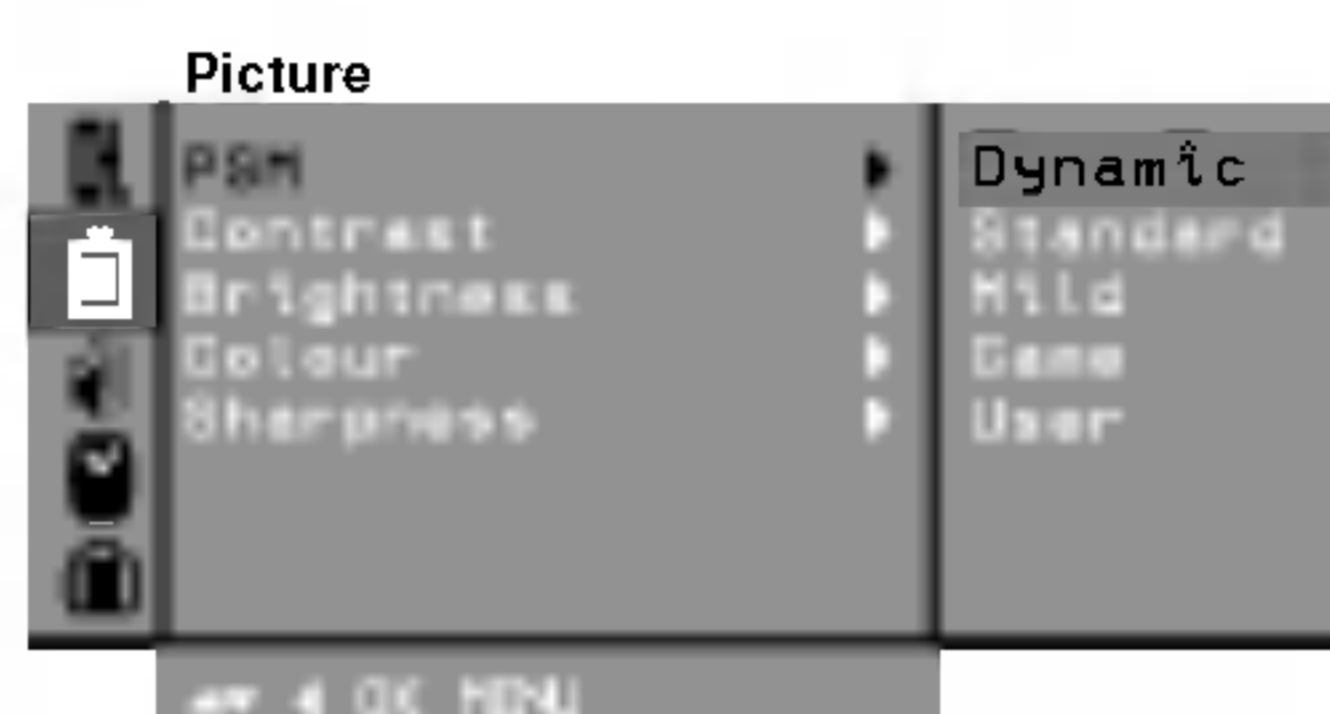 Picture
PSM
Contrast
Brightness
Colour
Sharpness
Dynamic
Standard
Mild
Game
User
OK MENU